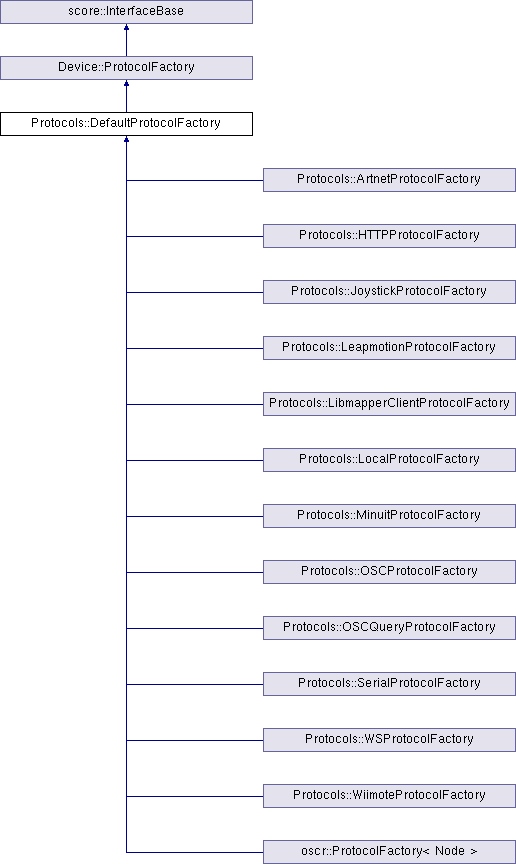 score::InterfaceBase
Device::ProtocolFactory
Protocols::DefaultProtocolFactory
Protocols::ArtnetProtocolFactory
Protocols::HTTPProtocolFactory
Protocols::JoystickProtocolFactory
Protocols::LeapmotionProtocolFactory
Protocols::LibmapperClientProtocolFactory
Protocols::LocalProtocolFactory
Protocols::MinuitProtocolFactory
Protocols::OSCProtocolFactory
Protocols::OSCQueryProtocolFactory
Protocols::SerialProtocolFactory
Protocols::WSProtocolFactory
Protocols::WiimoteProtocolFactory
oscr::ProtocolFactory< Node >